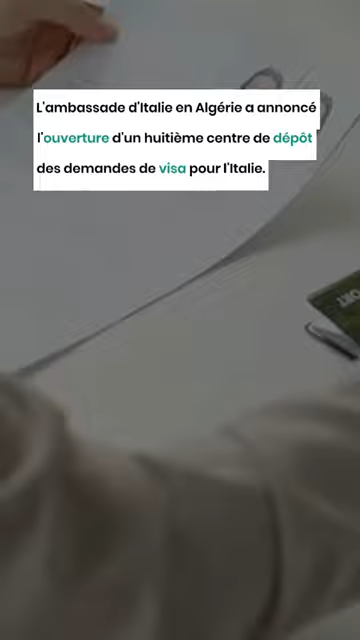 L'ambassade d'Italie en Algérie a annoncé
l'ouverture d'un huitième centre de dépôt
des demandes de visa pour l'Italie.